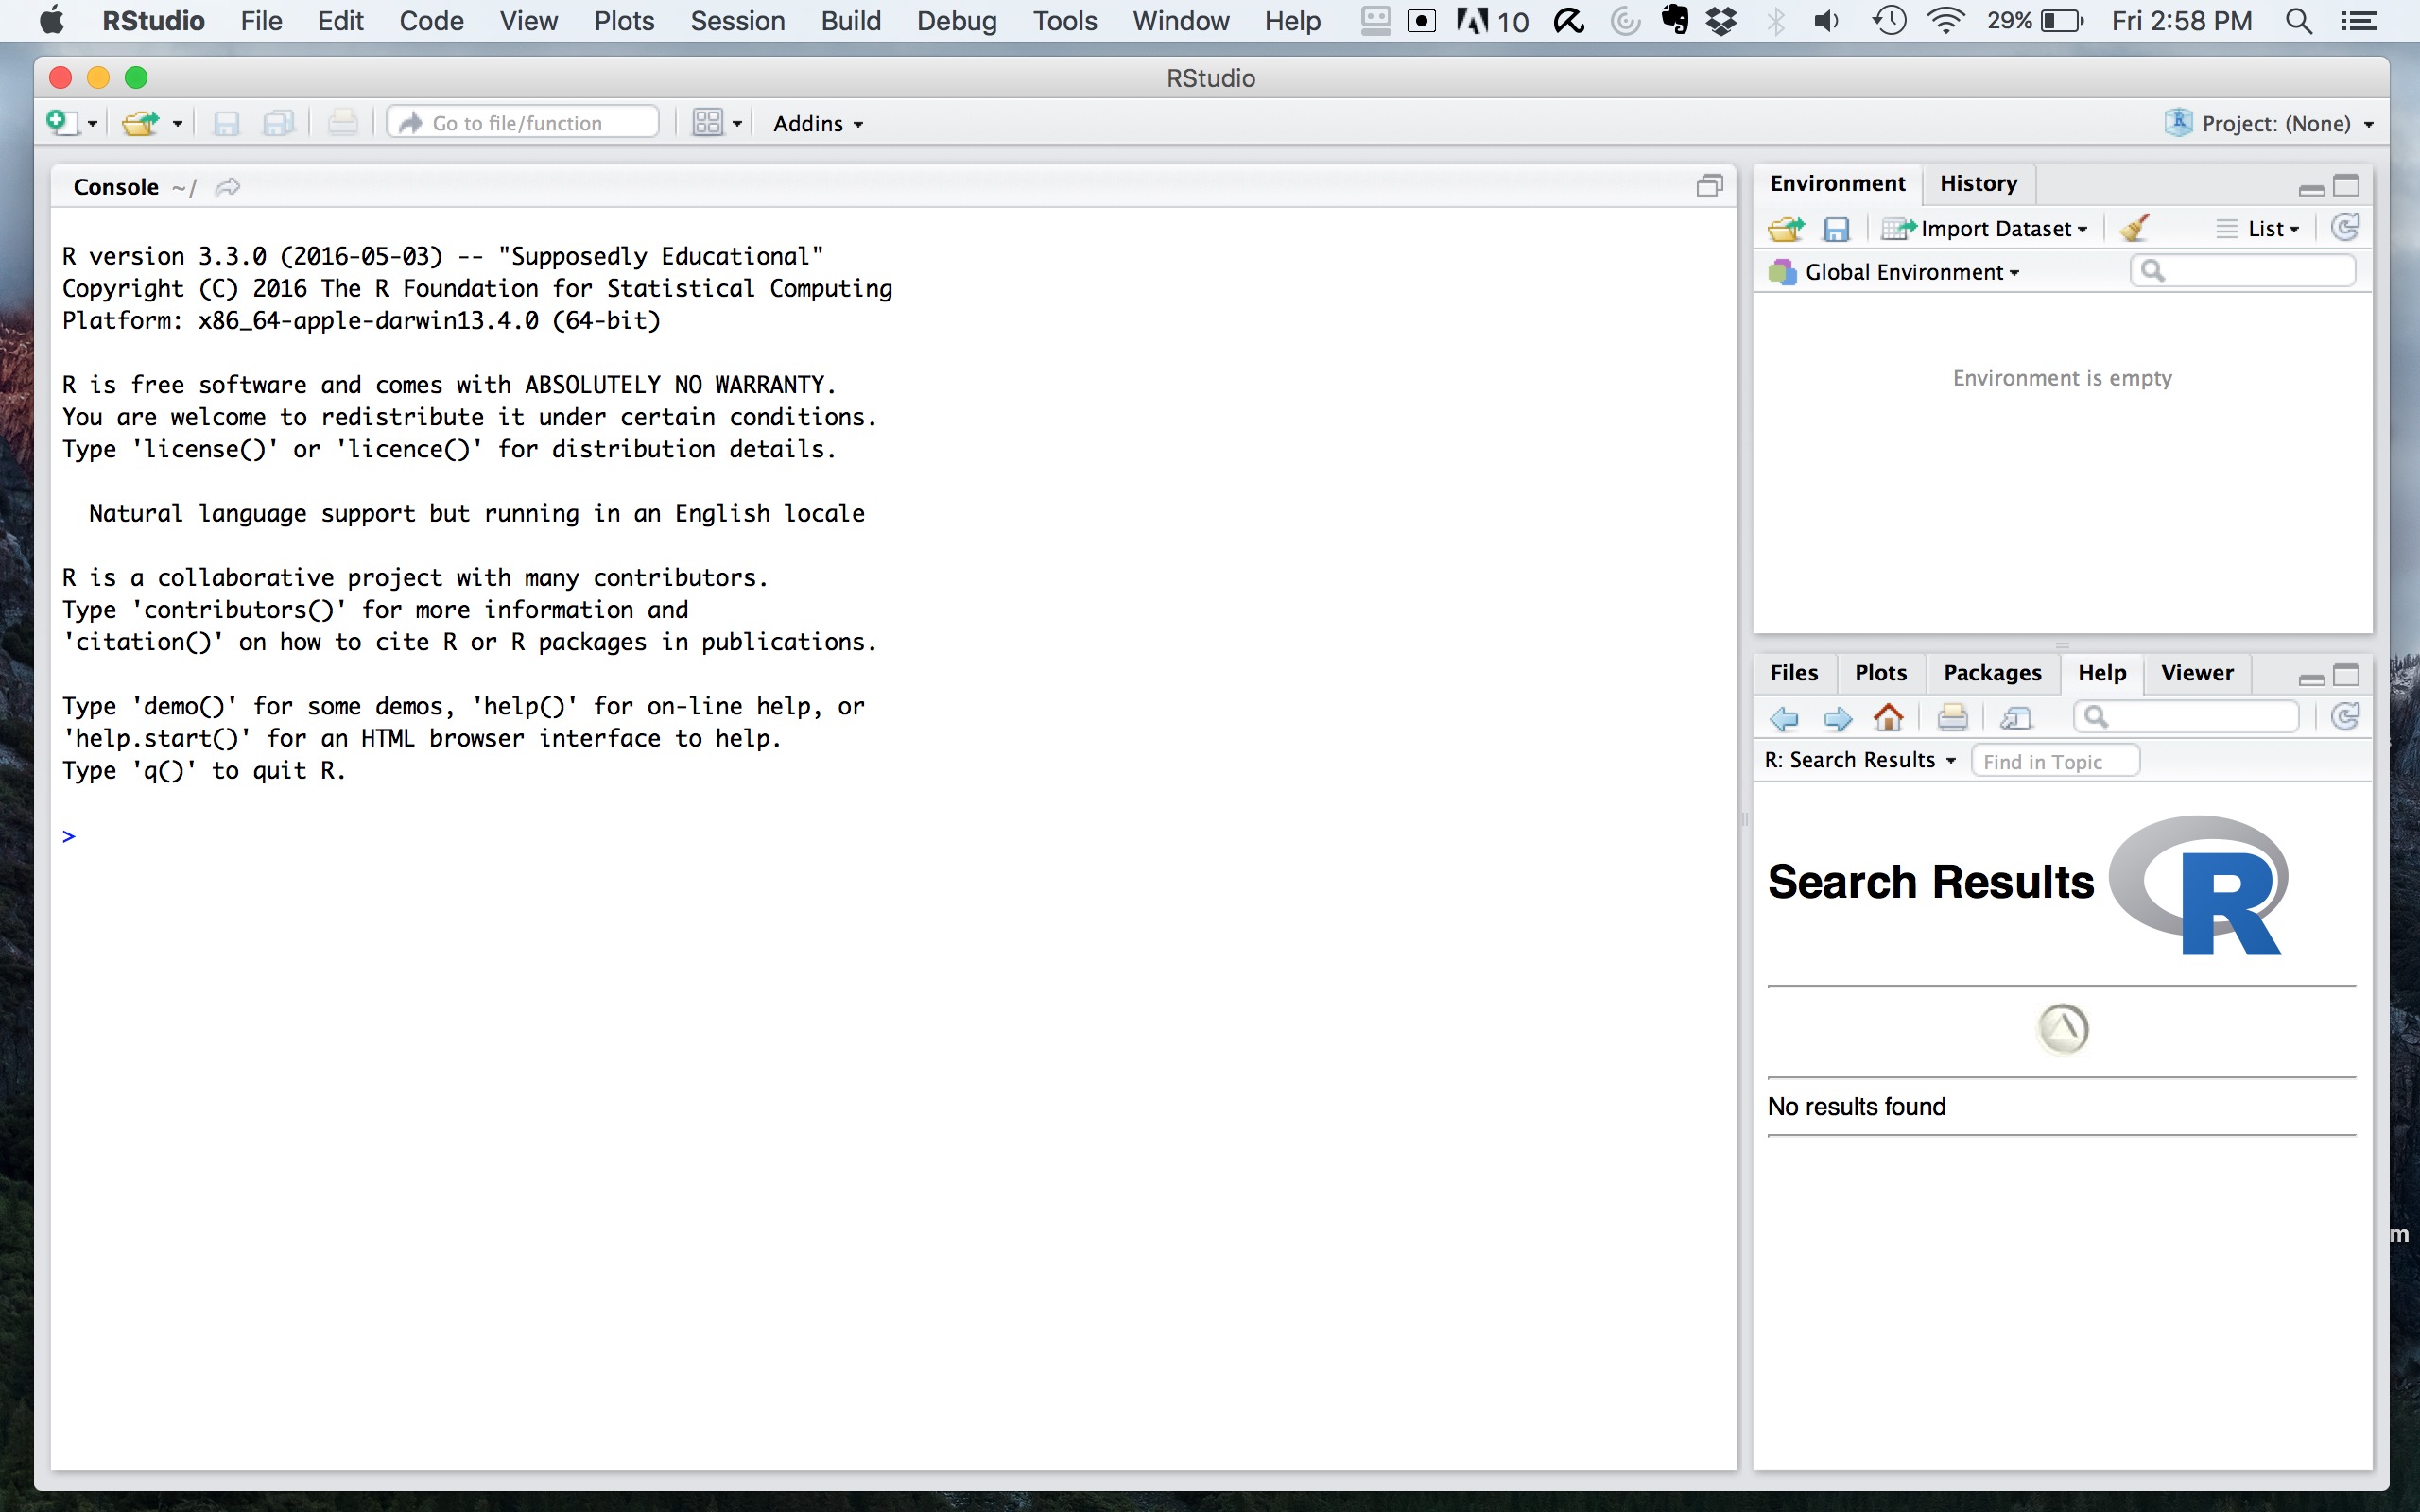 RStudio File Edit Code View Plots Session Build Debug Tools Window Help 10 29% Fri 2:58 PM
RStudio
Go to file/function Addins Project: (None)
Console ~/
R version 3.3.0 (2016-05-03) -- "Supposedly Educational"
Copyright (C) 2016 The R Foundation for Statistical Computing
Platform: x86_64-apple-darwin13.4.0 (64-bit)
R is free software and comes with ABSOLUTELY NO WARRANTY.
You are welcome to redistribute it under certain conditions.
Type 'license()' or 'licence()' for distribution details.
Natural language support but running in an English locale
R is a collaborative project with many contributors.
Type 'contributors()' for more information and
'citation()' on how to cite R or R packages in publications.
Type 'demo()' for some demos, 'help()' for on-line help, or
'help.start()' for an HTML browser interface to help.
Type 'q()' to quit R.
>
Environment History
Import Dataset List
Global Environment
Environment is empty
Files Plots Packages Help Viewer
R: Search Results Find in Topic
Search Results R
No results found
m